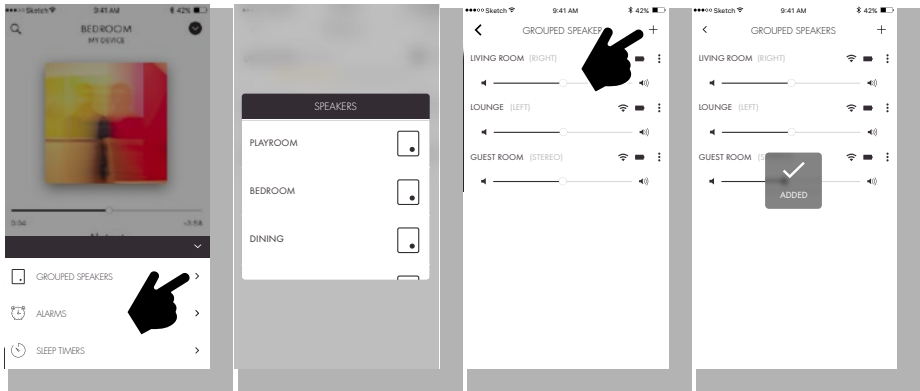 Sketch 9:41 AM 42%
BEDROOM
MY DEVICE
0:04 -3:58
GROUPED SPEAKERS
ALARMS
SLEEP TIMERS
SPEAKERS
PLAYROOM
BEDROOM
DINING
Sketch 9:41 AM 42%
GROUPED SPEAKER
LIVING ROOM (RIGHT)
LOUNGE (LEFT)
GUEST ROOM (STEREO)
Sketch 9:41 AM 42%
GROUPED SPEAKERS
LIVING ROOM (RIGHT)
LOUNGE (LEFT)
GUEST ROOM
ADDED